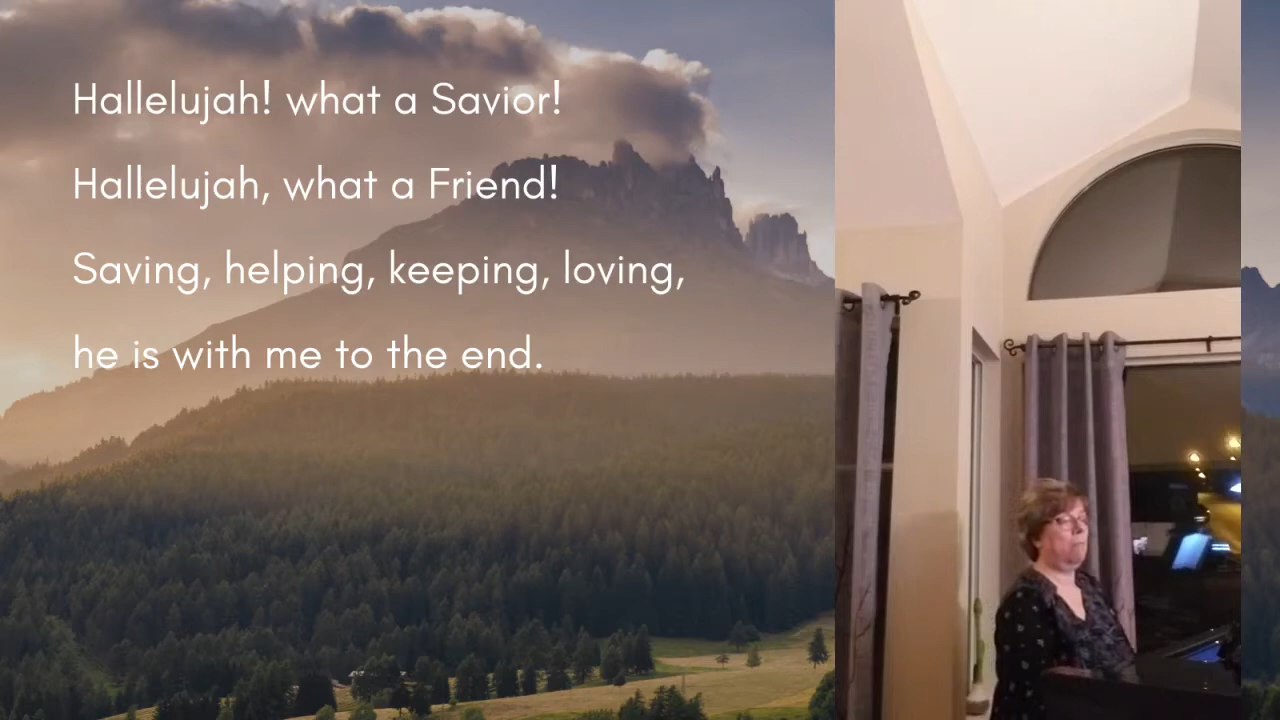 Hallelujah! what a Savior!
Hallelujah, what a Friend!
Saving, helping, keeping, loving,
he is with me to the end.